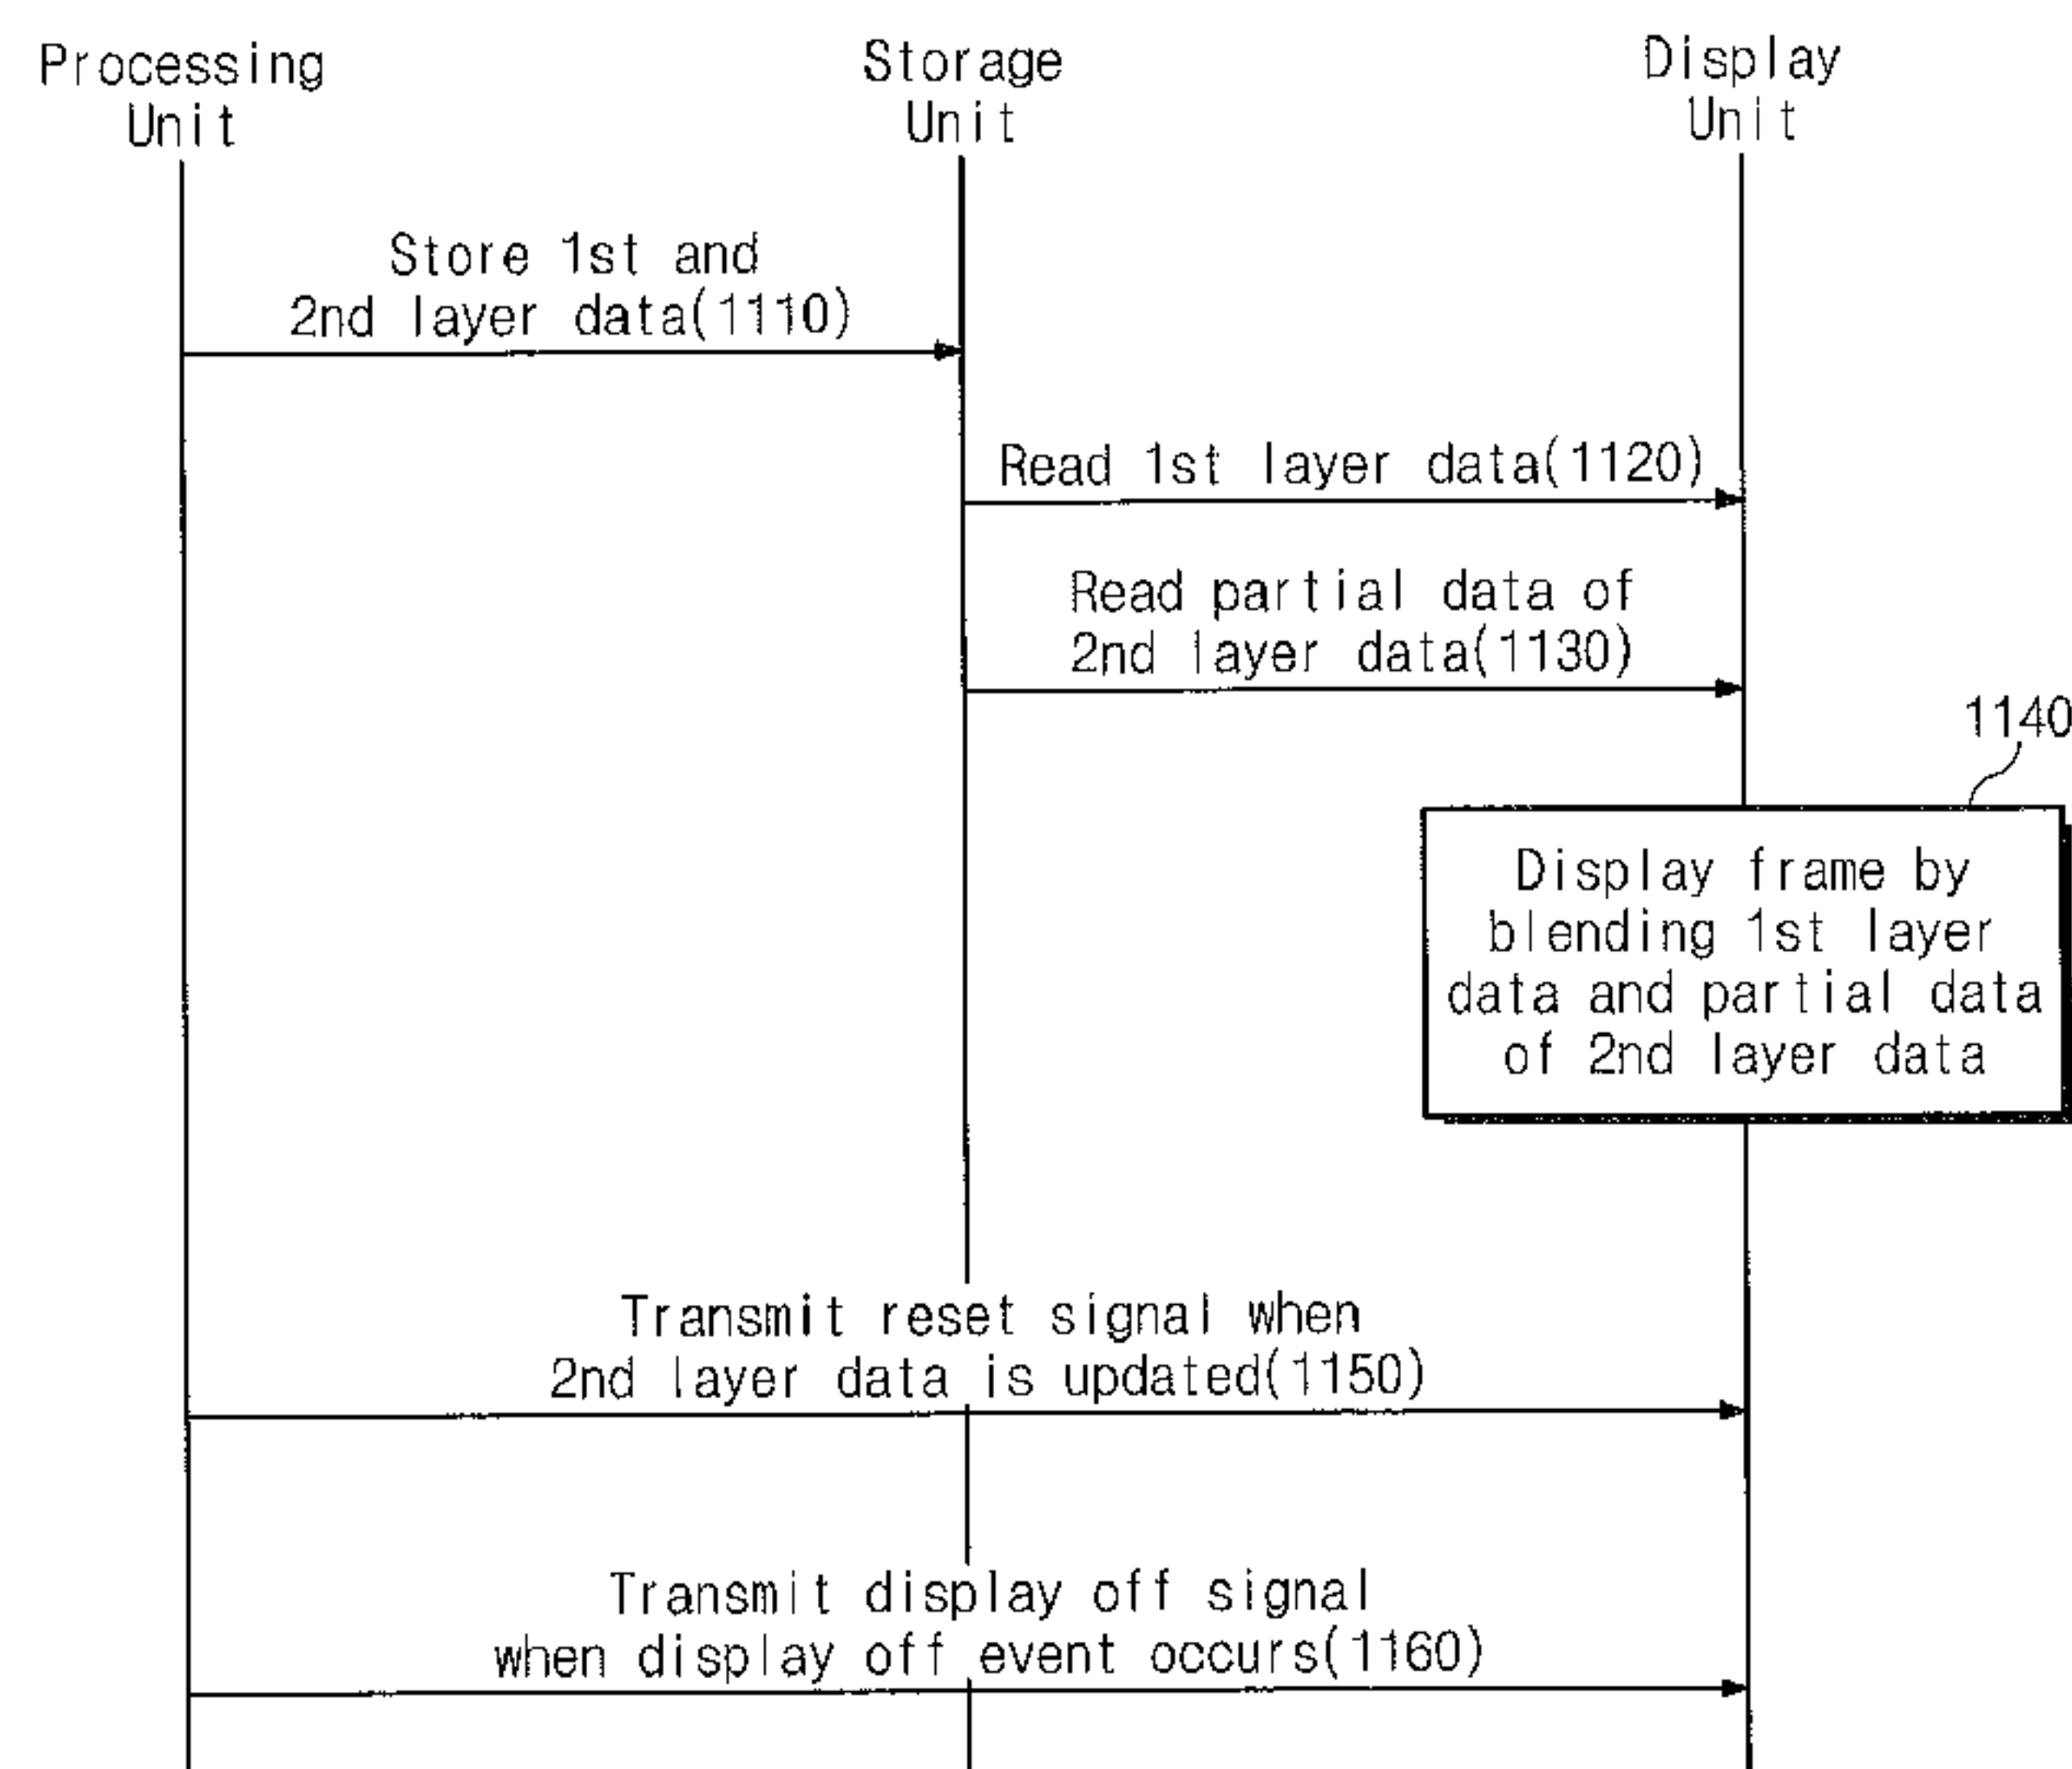 Processing
Unit
Storage
Unit
Display
Unit
Store 1st and
2nd layer data(1110)
Read 1st layer data(1120)
Read partial data of
2nd layer data(1130)
1140
Display frame by
blending 1st layer
data and partial data
of 2nd layer data
Transmit reset signal when
2nd layer data is updated(1150)
Transmit display off signal
when display off event occurs(1160)